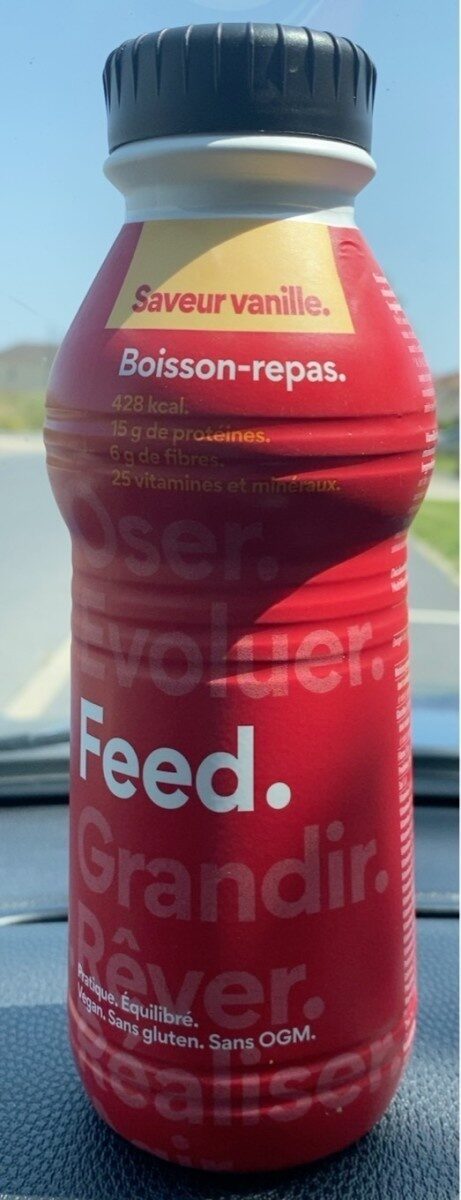 Saveur vanille.
Boisson-repas.
428 kcal.
15 g de protéines.
6 g de fibres.
25 vitamines et minéraux.
Oser.
Évoluer.
Feed.
Grandir.
Rêver.
Pratique. Équilibré.
Vegan. Sans gluten. Sans OGM.
Réaliser.